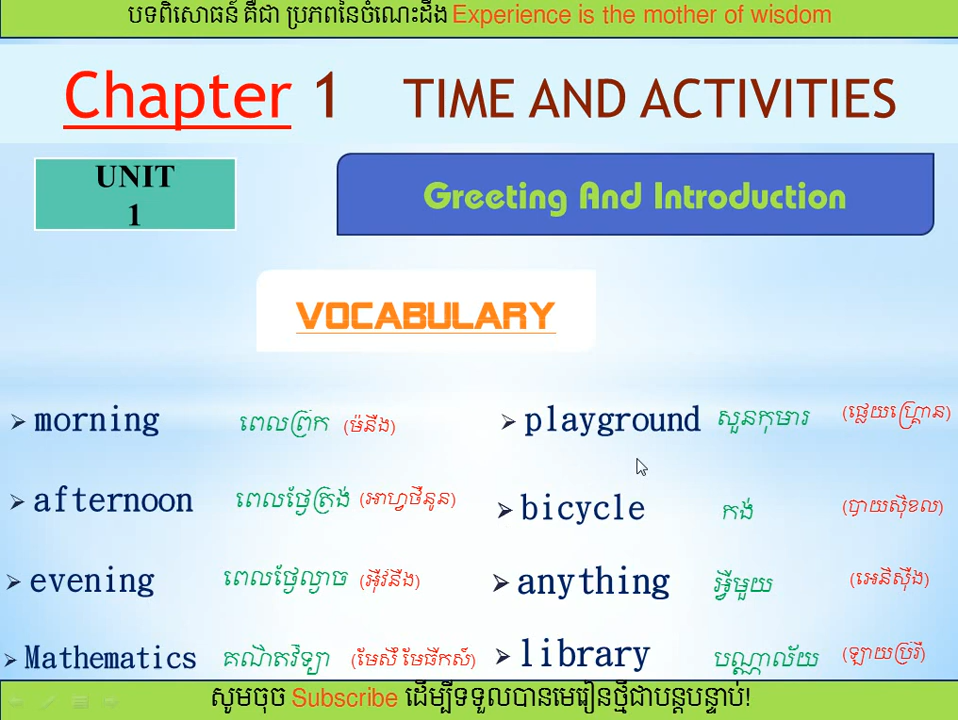 បទពិសោធន៍ គឺជា ប្រភពនៃចំណេះដឹង Experience is the mother of wisdom
Chapter 1 TIME AND ACTIVITIES
UNIT
1
Greeting And Introduction
VOCABULARY
morning ពេលព្រឹក (ម៉នីង)
afternoon ពេលថ្ងៃត្រង់ (អាហ្វថឺនូន)
evening ពេលថ្ងៃល្ងាច (អ៊ីវនីង)
Mathematics គណិតវិទ្យា (មែសឺ មែធីកស៍)
playground សួនកុមារ (ផ្លេយហ្គ្រោន)
bicycle កង់ (បាយស៊ិខល)
anything អ្វីមួយ (អេនីស៊ីង)
library បណ្ណាល័យ (ឡាយប្រ៊រី)
សូមចុច Subscribe ដើម្បីទទួលបានមេរៀនថ្មីជាបន្តបន្ទាប់!